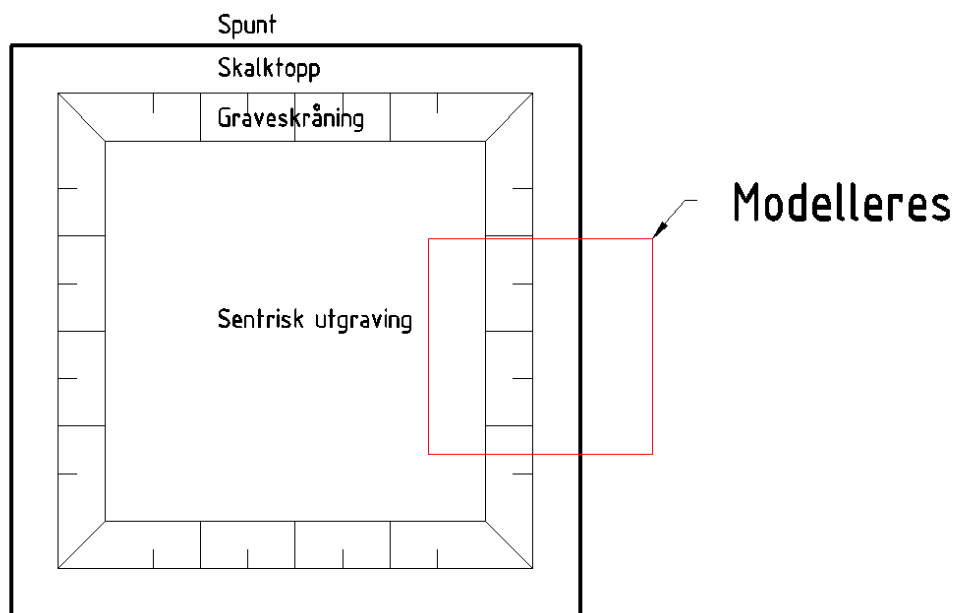 Spunt
Skalktopp
Graveskråning
Modelleres
Sentrisk utgraving